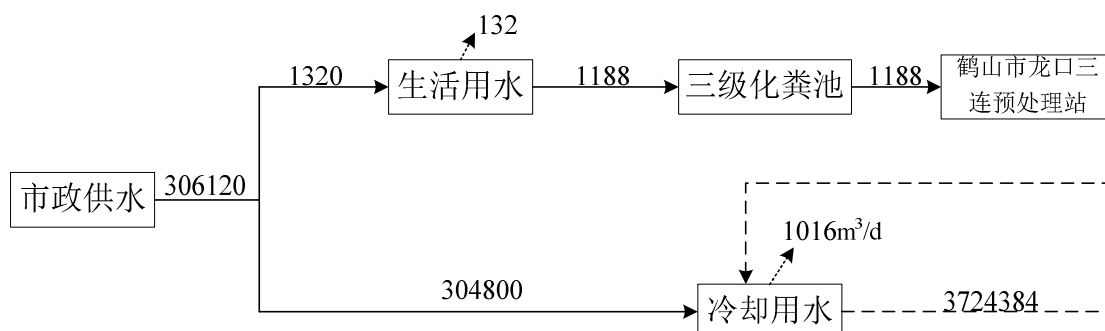 132
1320
生活用水
1188
三级化粪池
1188
鹤山市龙口三
连预处理站
市政供水
306120
1016m³/d
304800
冷却用水
3724384